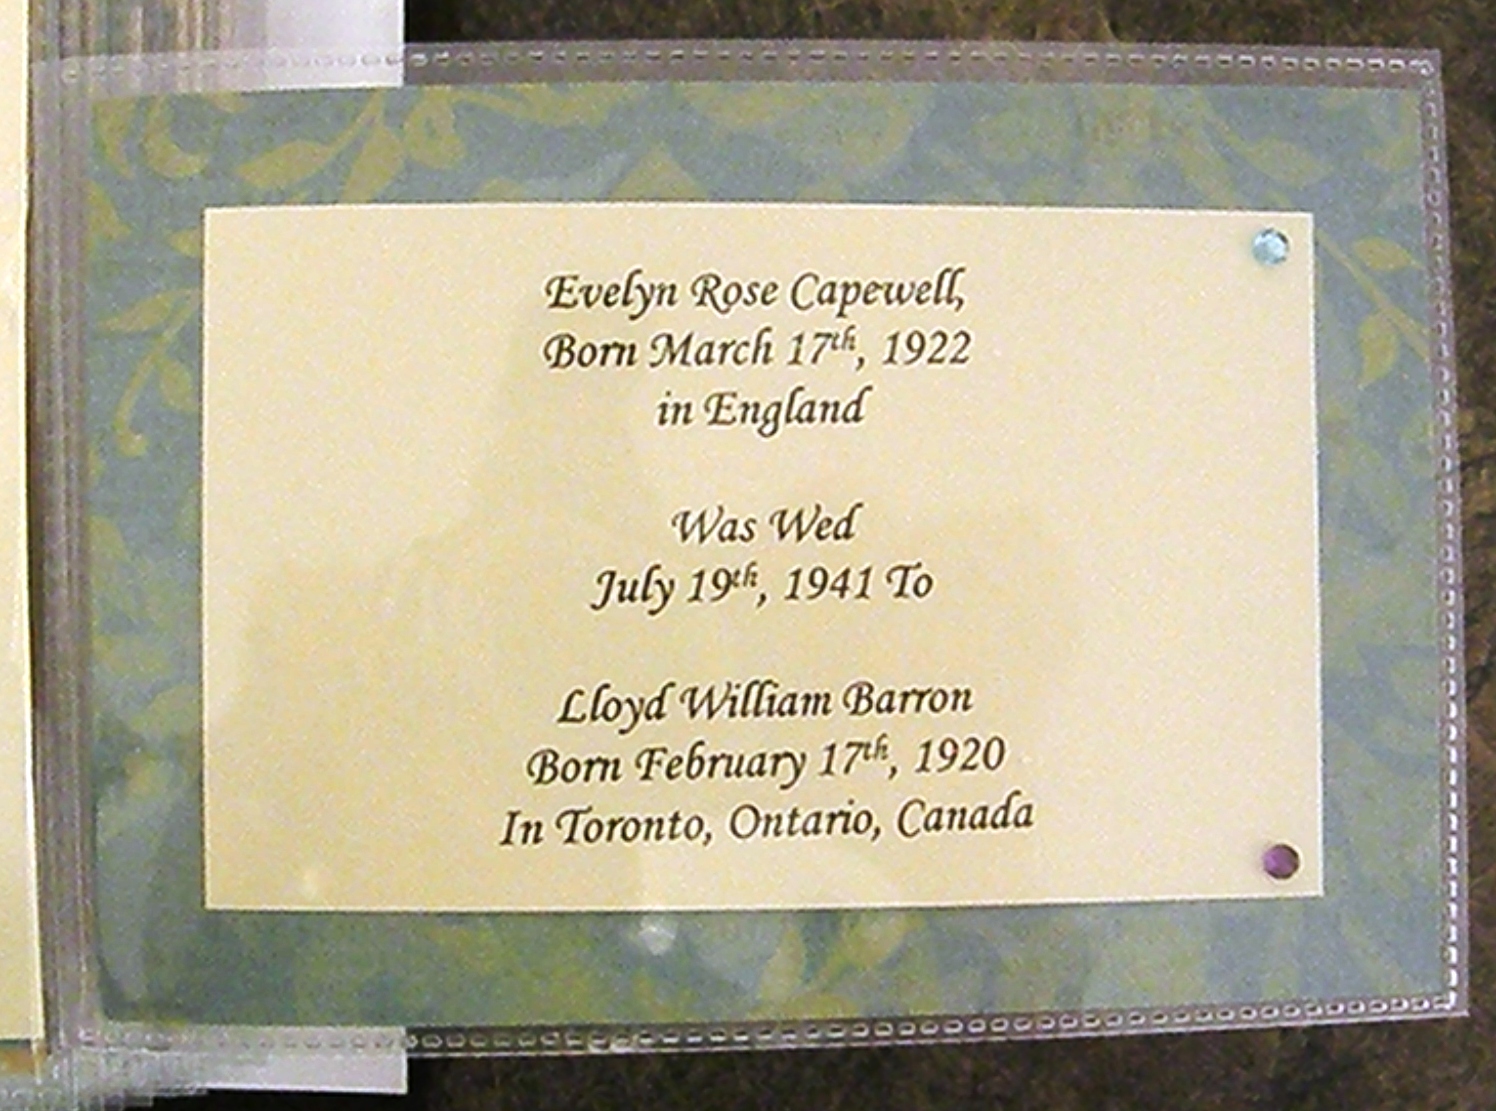 Evelyn Rose Capewell,
Born March 17th, 1922
in England
Was Wed
July 19th, 1941 To
Lloyd William Barron
Born February 17th, 1920
In Toronto, Ontario, Canada